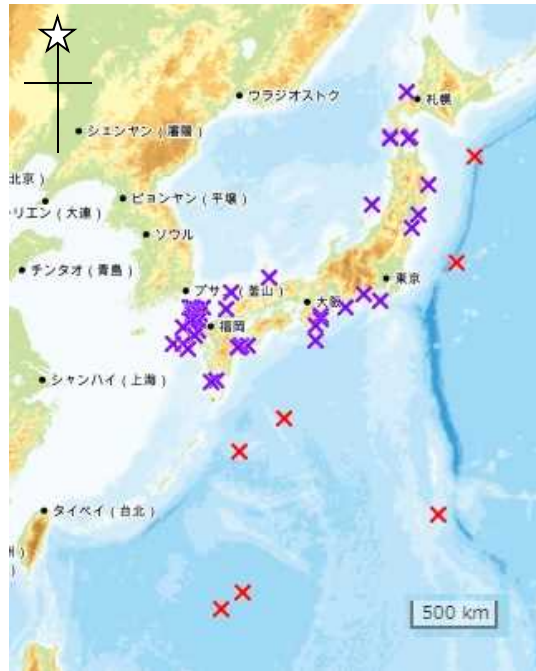 札幌
ウラジオストク
シェンヤン（瀋陽）
北京）
ピョンヤン（平壌）
リエン（大連）
ソウル
チンタオ（青島）
東京
プサ（釜山）
大阪
福岡
シャンハイ（上海）
タイペイ（台北）
）
）
500 km